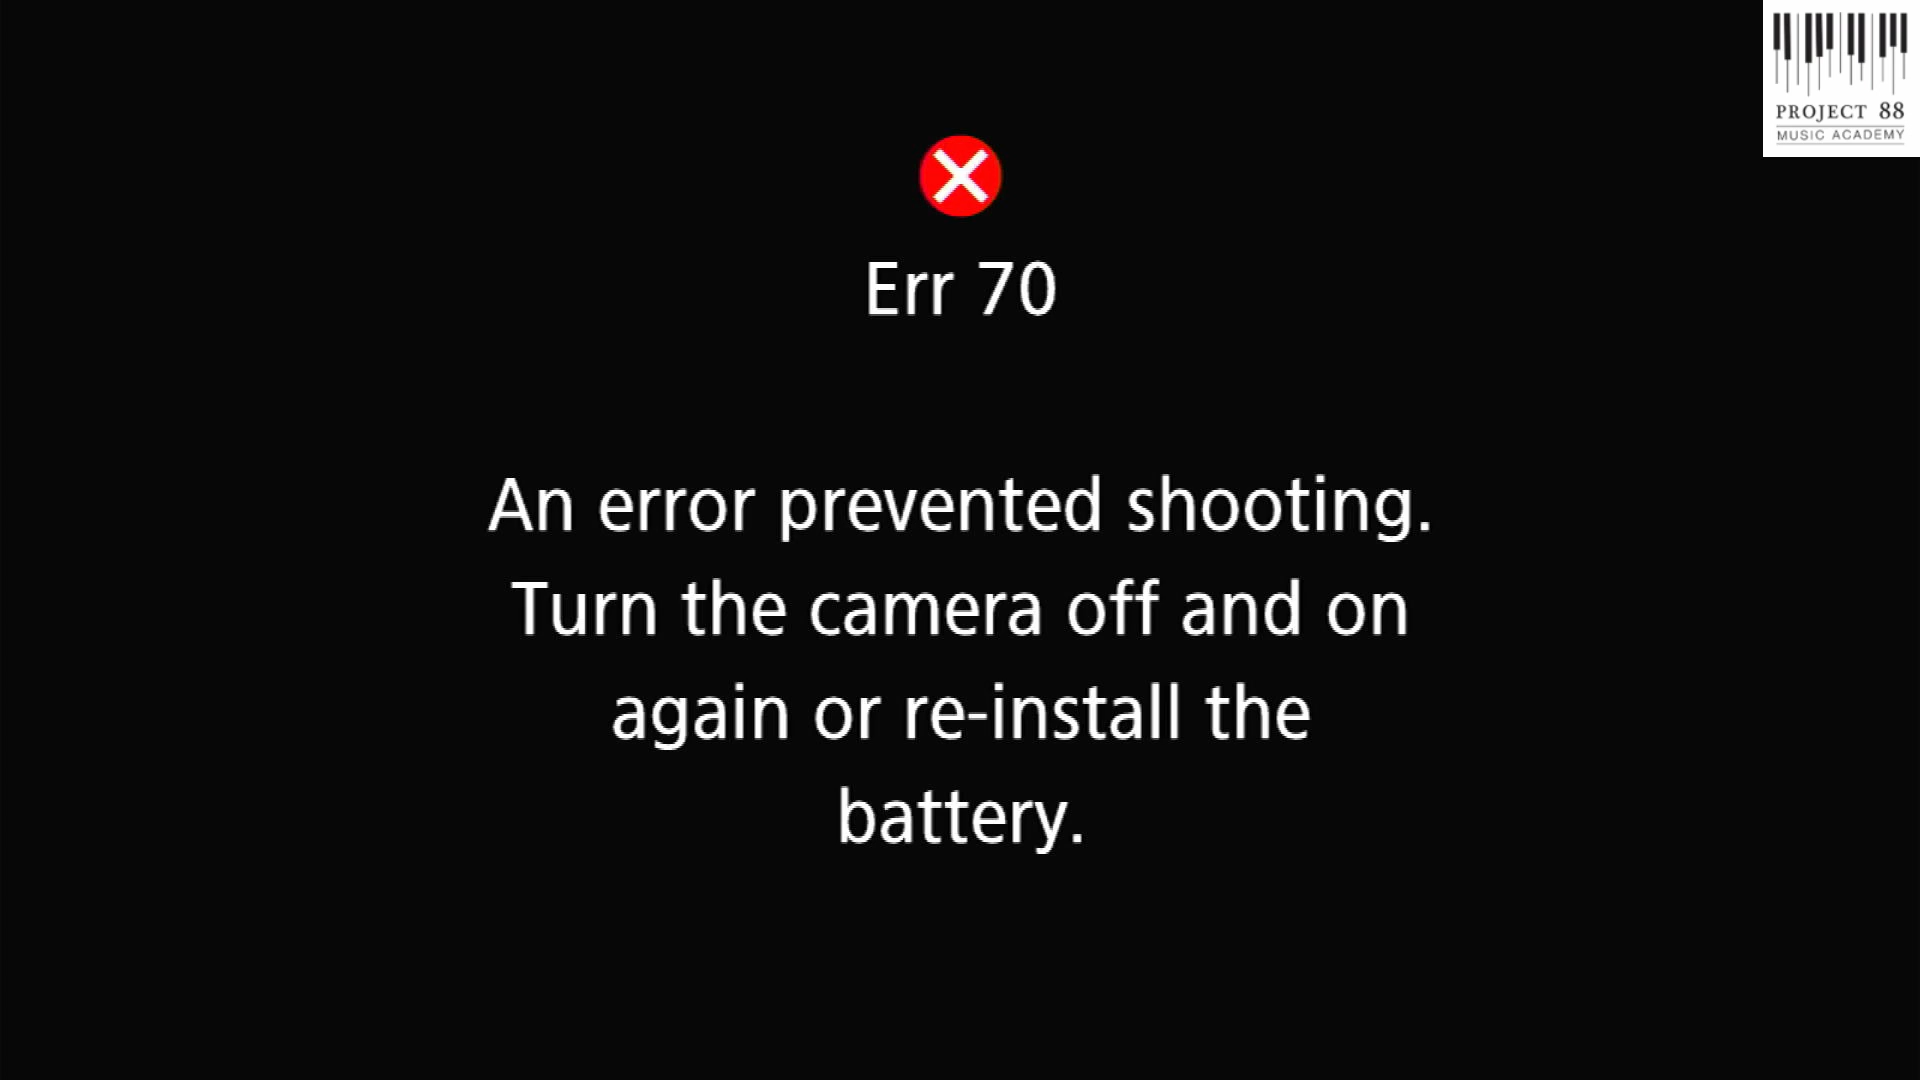 PROJECT 88
MUSIC ACADEMY
Err 70
An error prevented shooting.
Turn the camera off and on
again or re-install the
battery.